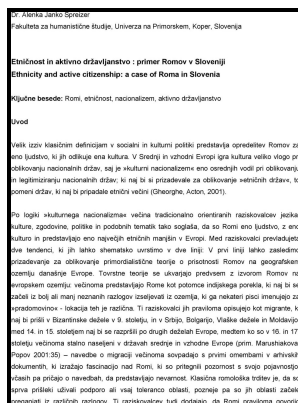 Dr. Alenka Janko Spreizer
Fakulteta za humanistične študije, Univerza na Primorskem, Koper, Slovenija
Etničnost in aktivno državljanstvo : primer Romov v Sloveniji
Ethnicity and active citizenship: a case of Roma in Slovenia
Ključne besede: Romi, etničnost, nacionalizem, aktivno državljanstvo
Uvod
Velik izziv klasičnim definicijam v socialni in kulturni politiki predstavlja opredelitev Romov za
eno ljudstvo, ki jih odlikuje ena kultura. V Srednji in vzhodni Evropi igra kultura veliko vlogo pri
oblikovanju nacionalnih držav, saj je »kulturni nacionalizem« eno osrednjih vodil pri oblikovanju
in legitimiziranju nacionalnih držav; ki naj bi si prizadevale za oblikovanje »etničnih držav«, to
pomeni držav, ki naj bi pripadale etnični večini (Gheorghe, Acton, 2001).
Po logiki »kulturnega nacionalizma« večina tradicionalno orientiranih raziskovalcev jezika,
kulture, zgodovine, politike in podobnih tematik tako soglaša, da so Romi eno ljudstvo, z eno
kulturo in predstavljajo eno največjih etničnih manjšin v Evropi. Med raziskovalci prevladujeta
dve tendenci, ki jih lahko shematsko uvrstimo v dve liniji: V prvi liniji lahko zasledimo
prizadevanje za oblikovanje primordialistične teorije o prisotnosti Romov na geografskem
ozemlju današnje Evrope. Tovrstne teorije se ukvarjajo predvsem z izvorom Romov na
evropskem ozemlju: večinoma predstavljajo Rome kot potomce indijskega porekla, ki naj bi se
začeli iz bolj ali manj neznanih razlogov izseljevati iz ozemlja, ki ga nekateri pisci imenujejo za
»pradomovino« - lokacija teh je različna. Ti raziskovalci jih praviloma opisujejo kot migrante, ki
naj bi prišli v Bizantinske dežele v 9. stoletju, in v Srbijo, Bolgarijo, Vlaške dežele in Moldavijo
med 14. in 15. stoletjem naj bi se razpršili po drugih deželah Evrope, medtem ko so v 16. in 17.
stoletju večinoma stalno naseljeni v državah srednje in vzhodne Evrope (prim. Marushiakova,
Popov 2001:35) – navedbe o migraciji večinoma sovpadajo s prvimi omembami v arhivskih
dokumentih, ki izražajo fascinacijo nad Romi, ki so pritegnili pozornost s svojo pojavnostjo
včasih pa pričajo o navedbah, da predstavljajo nevarnost. Klasična romološka trditev je, da so
sprva prišleki uživali podporo ali vsaj toleranco oblasti, pozneje pa so jih oblasti začele
preganjati iz različnih razlogov. Ti raziskovalci tudi dodajajo, da Romi praviloma govorijo